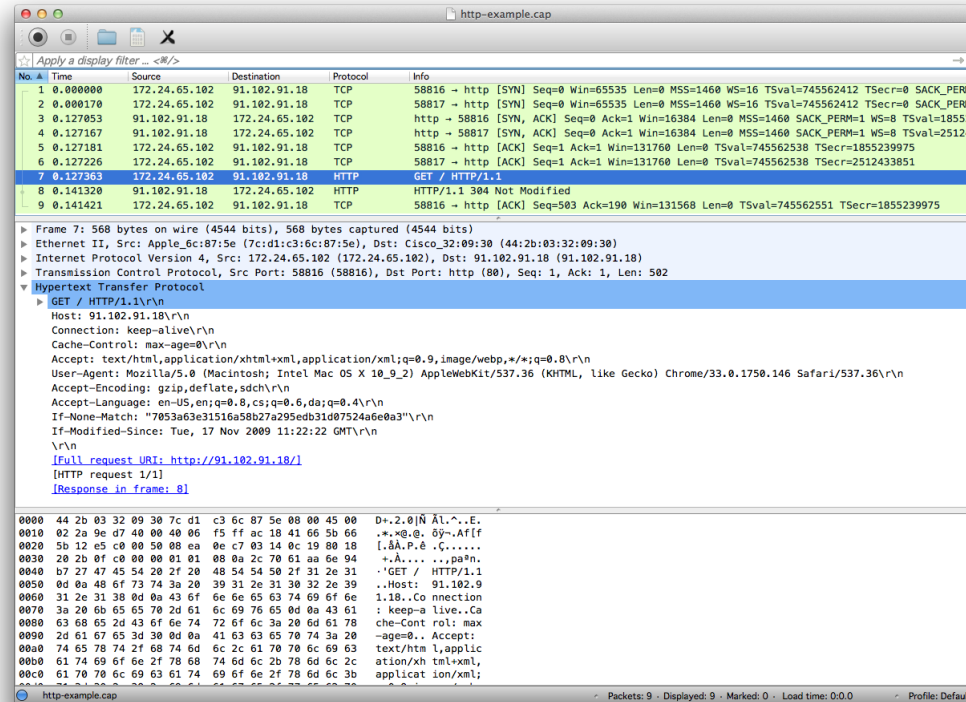 http-example.cap
Apply a display filter … <⌘/>
No. Time Source Destination Protocol Info
1 0.000000 172.24.65.102 91.102.91.18 TCP 58816 → http [SYN] Seq=0 Win=65535 Len=0 MSS=1460 WS=16 TSval=745562412 TSecr=0 SACK_PER
2 0.000170 172.24.65.102 91.102.91.18 TCP 58817 → http [SYN] Seq=0 Win=65535 Len=0 MSS=1460 WS=16 TSval=745562412 TSecr=0 SACK_PER
3 0.127053 91.102.91.18 172.24.65.102 TCP http → 58816 [SYN, ACK] Seq=0 Ack=1 Win=16384 Len=0 MSS=1460 SACK_PERM=1 WS=8 TSval=1855
4 0.127167 91.102.91.18 172.24.65.102 TCP http → 58817 [SYN, ACK] Seq=0 Ack=1 Win=16384 Len=0 MSS=1460 SACK_PERM=1 WS=8 TSval=2512
5 0.127181 172.24.65.102 91.102.91.18 TCP 58816 → http [ACK] Seq=1 Ack=1 Win=131760 Len=0 TSval=745562538 TSecr=1855239975
6 0.127226 172.24.65.102 91.102.91.18 TCP 58817 → http [ACK] Seq=1 Ack=1 Win=131760 Len=0 TSval=745562538 TSecr=2512433851
7 0.127363 172.24.65.102 91.102.91.18 HTTP GET / HTTP/1.1
8 0.141320 91.102.91.18 172.24.65.102 HTTP HTTP/1.1 304 Not Modified
9 0.141421 172.24.65.102 91.102.91.18 TCP 58816 → http [ACK] Seq=503 Ack=190 Win=131568 Len=0 TSval=745562551 TSecr=1855239975
Frame 7: 568 bytes on wire (4544 bits), 568 bytes captured (4544 bits)
Ethernet II, Src: Apple_6c:87:5e (7c:d1:c3:6c:87:5e), Dst: Cisco_32:09:30 (44:2b:03:32:09:30)
Internet Protocol Version 4, Src: 172.24.65.102 (172.24.65.102), Dst: 91.102.91.18 (91.102.91.18)
Transmission Control Protocol, Src Port: 58816 (58816), Dst Port: http (80), Seq: 1, Ack: 1, Len: 502
Hypertext Transfer Protocol
GET / HTTP/1.1\r\n
Host: 91.102.91.18\r\n
Connection: keep-alive\r\n
Cache-Control: max-age=0\r\n
Accept: text/html,application/xhtml+xml,application/xml;q=0.9,image/webp,*/*;q=0.8\r\n
User-Agent: Mozilla/5.0 (Macintosh; Intel Mac OS X 10_9_2) AppleWebKit/537.36 (KHTML, like Gecko) Chrome/33.0.1750.146 Safari/537.36\r\n
Accept-Encoding: gzip,deflate,sdch\r\n
Accept-Language: en-US,en;q=0.8,cs;q=0.6,da;q=0.4\r\n
If-None-Match: "7053a63e31516a58b27a295edb31d07524a6e0a3"\r\n
If-Modified-Since: Tue, 17 Nov 2009 11:22:22 GMT\r\n
\r\n
[Full request URI: http://91.102.91.18/]
[HTTP request 1/1]
[Response in frame: 8]
0000 44 2b 03 32 09 30 7c d1 c3 6c 87 5e 08 00 45 00 D+.2.0|Ñ Ãl.^..E.
0010 02 2a 9e d7 40 00 40 06 f5 ff ac 18 41 66 5b 66 .*.×@.@. õÿ¬.Af[f
0020 5b 12 e5 c0 00 50 08 ea 0e c7 03 14 0c 19 80 18 [.åÀ.P.ê .Ç......
0030 20 2b 0f c0 00 00 01 01 08 0a 2c 70 61 aa 6e 94 +.À.... ..,paªn.
0040 b7 27 47 45 54 20 2f 20 48 54 54 50 2f 31 2e 31 ·'GET / HTTP/1.1
0050 0d 0a 48 6f 73 74 3a 20 39 31 2e 31 30 32 2e 39 ..Host: 91.102.9
0060 31 2e 31 38 0d 0a 43 6f 6e 6e 65 63 74 69 6f 6e 1.18..Co nnection
0070 3a 20 6b 65 65 70 2d 61 6c 69 76 65 0d 0a 43 61 : keep-a live..Ca
0080 63 68 65 2d 43 6f 6e 74 72 6f 6c 3a 20 6d 61 78 che-Cont rol: max
0090 2d 61 67 65 3d 30 0d 0a 41 63 63 65 70 74 3a 20 -age=0.. Accept:
00a0 74 65 78 74 2f 68 74 6d 6c 2c 61 70 70 6c 69 63 text/htm l,applic
00b0 61 74 69 6f 6e 2f 78 68 74 6d 6c 2b 78 6d 6c 2c ation/xh tml+xml,
00c0 61 70 70 6c 69 63 61 74 69 6f 6e 2f 78 6d 6c 3b applicat ion/xml;
http-example.cap Packets: 9 · Displayed: 9 · Marked: 0 · Load time: 0:0.0 Profile: Defau